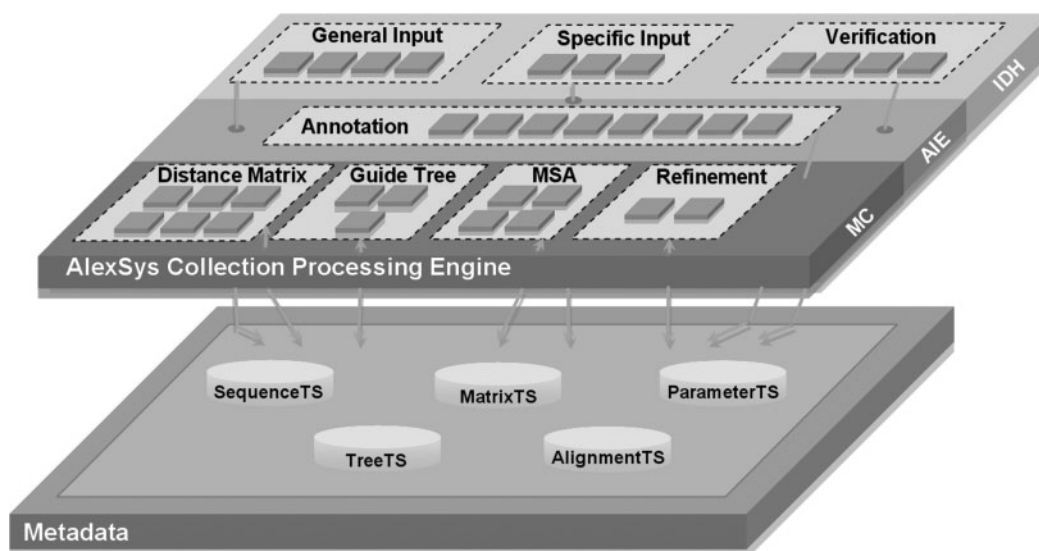 General Input
Specific Input
Verification
IDH
Annotation
AIE
Distance Matrix
Guide Tree
MSA
Refinement
MC
AlexSys Collection Processing Engine
SequenceTS
MatrixTS
ParameterTS
TreeTS
AlignmentTS
Metadata